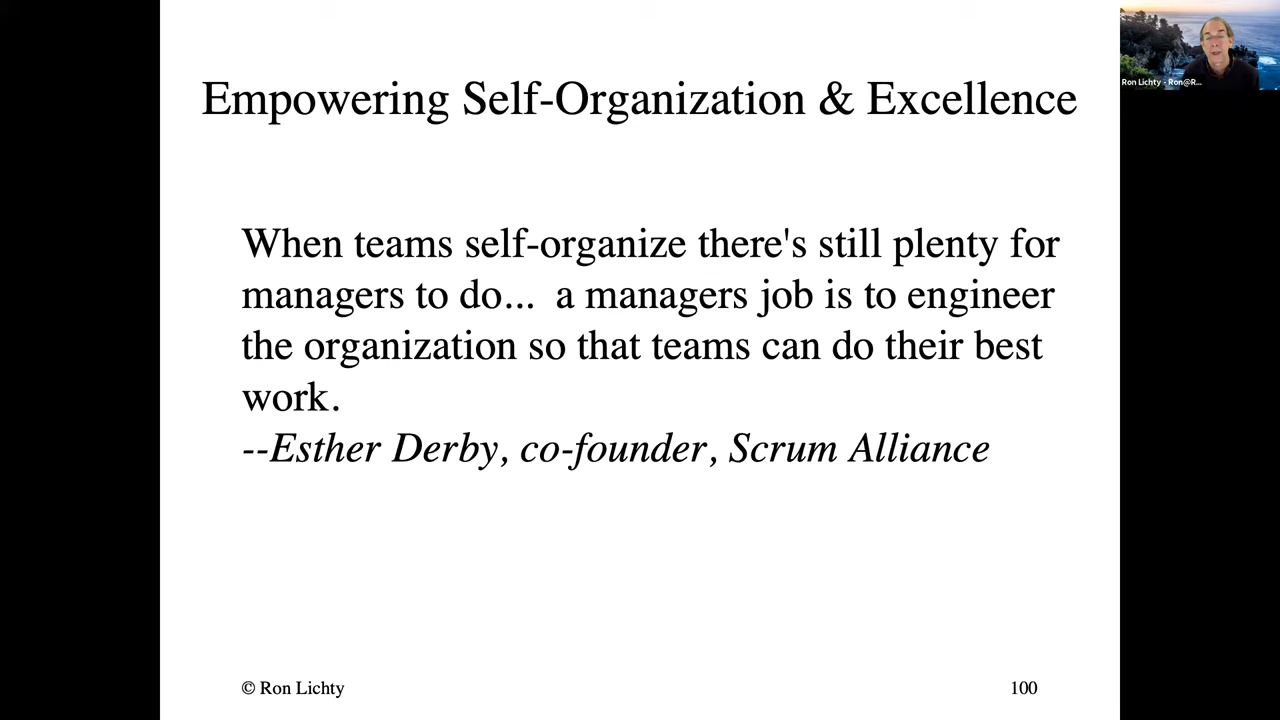 Empowering Self-Organization & Excellence
When teams self-organize there's still plenty for
managers to do... a managers job is to engineer
the organization so that teams can do their best
work.
--Esther Derby, co-founder, Scrum Alliance
© Ron Lichty
100
Ron Lichty - Ron@R...